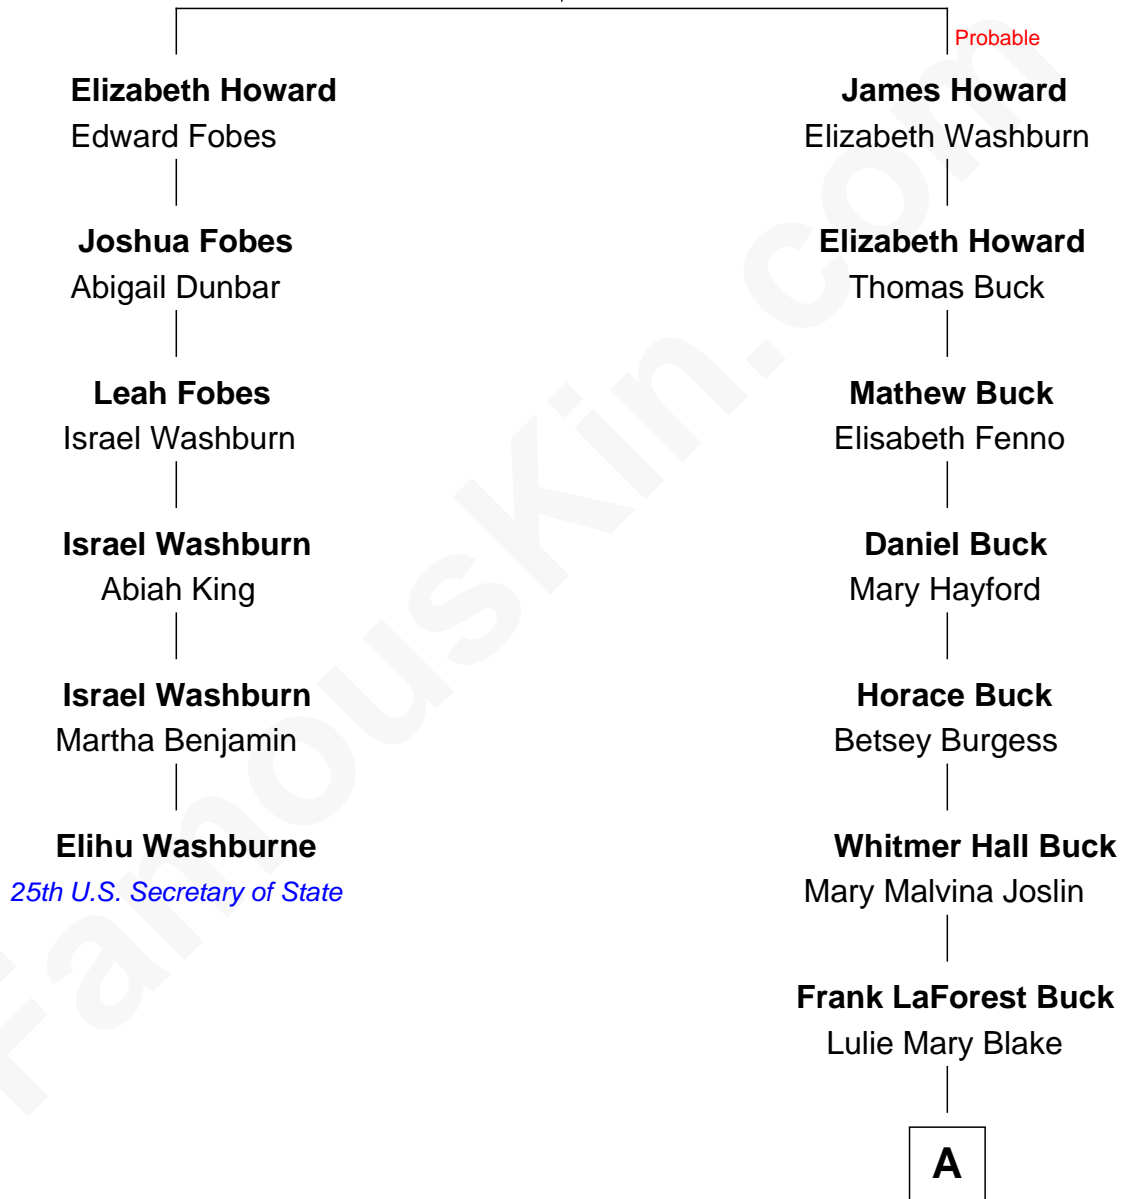 Probable
Elizabeth Howard
Edward Fobes
James Howard
Elizabeth Washburn
Joshua Fobes
Abigail Dunbar
Elizabeth Howard
Thomas Buck
Leah Fobes
Israel Washburn
Mathew Buck
Elisabeth Fenno
Israel Washburn
Abiah King
Daniel Buck
Mary Hayford
Israel Washburn
Martha Benjamin
Horace Buck
Betsey Burgess
Elihu Washburne
25th U.S. Secretary of State
Whitmer Hall Buck
Mary Malvina Joslin
Frank LaForest Buck
Lulie Mary Blake
A
FamousKin.com